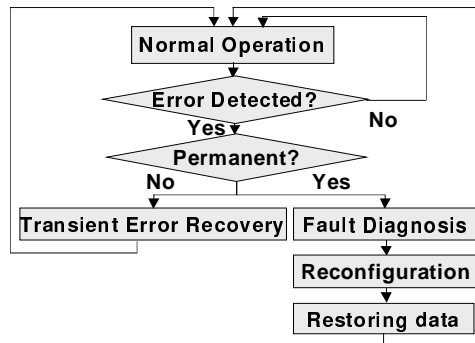 Normal Operation
Error Detected?
No
Yes
Permanent?
No
Yes
Transient Error Recovery
Fault Diagnosis
Reconfiguration
Restoring data